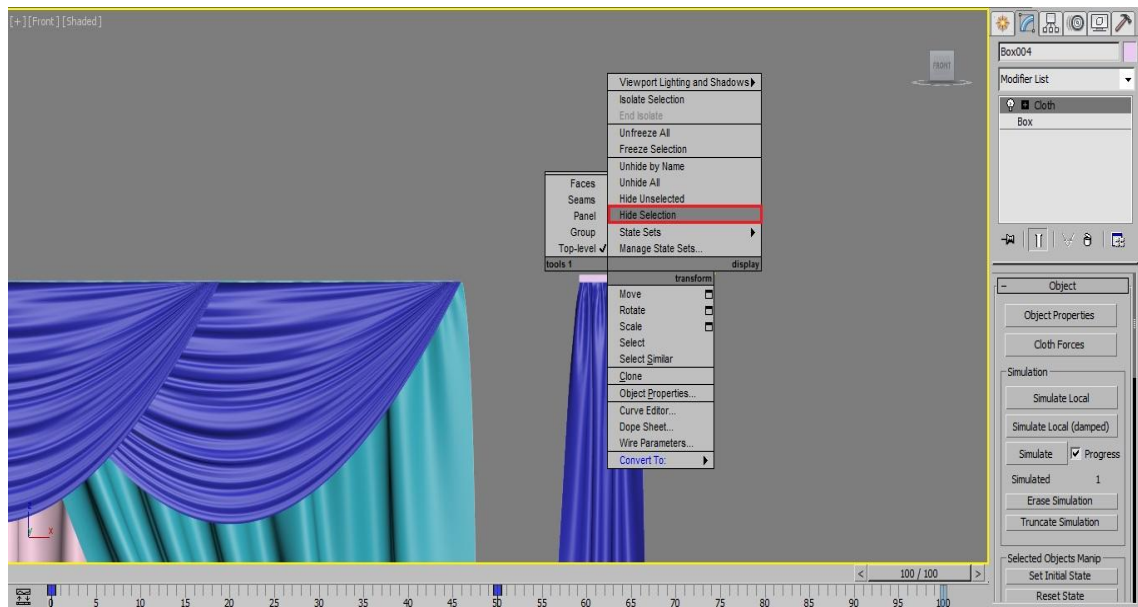 [+][Front][Shaded]
FRONT
Viewport Lighting and Shadows
Isolate Selection
End Isolate
Unfreeze All
Freeze Selection
Unhide by Name
Unhide All
Hide Unselected
Hide Selection
State Sets
Manage State Sets...
display
Faces
Seams
Panel
Group
Top-level ✓
tools 1
transform
Move
Rotate
Scale
Select
Select Similar
Clone
Object Properties...
Curve Editor...
Dope Sheet...
Wire Parameters...
Convert To:
y x
Box004
Modifier List
Cloth
Box
- Object
Object Properties
Cloth Forces
Simulation
Simulate Local
Simulate Local (damped)
Simulate Progress
Simulated 1
Erase Simulation
Truncate Simulation
Selected Objects Manip
Set Initial State
Reset State
< 100 / 100 >
0 5 10 15 20 25 30 35 40 45 50 55 60 65 70 75 80 85 90 95 100